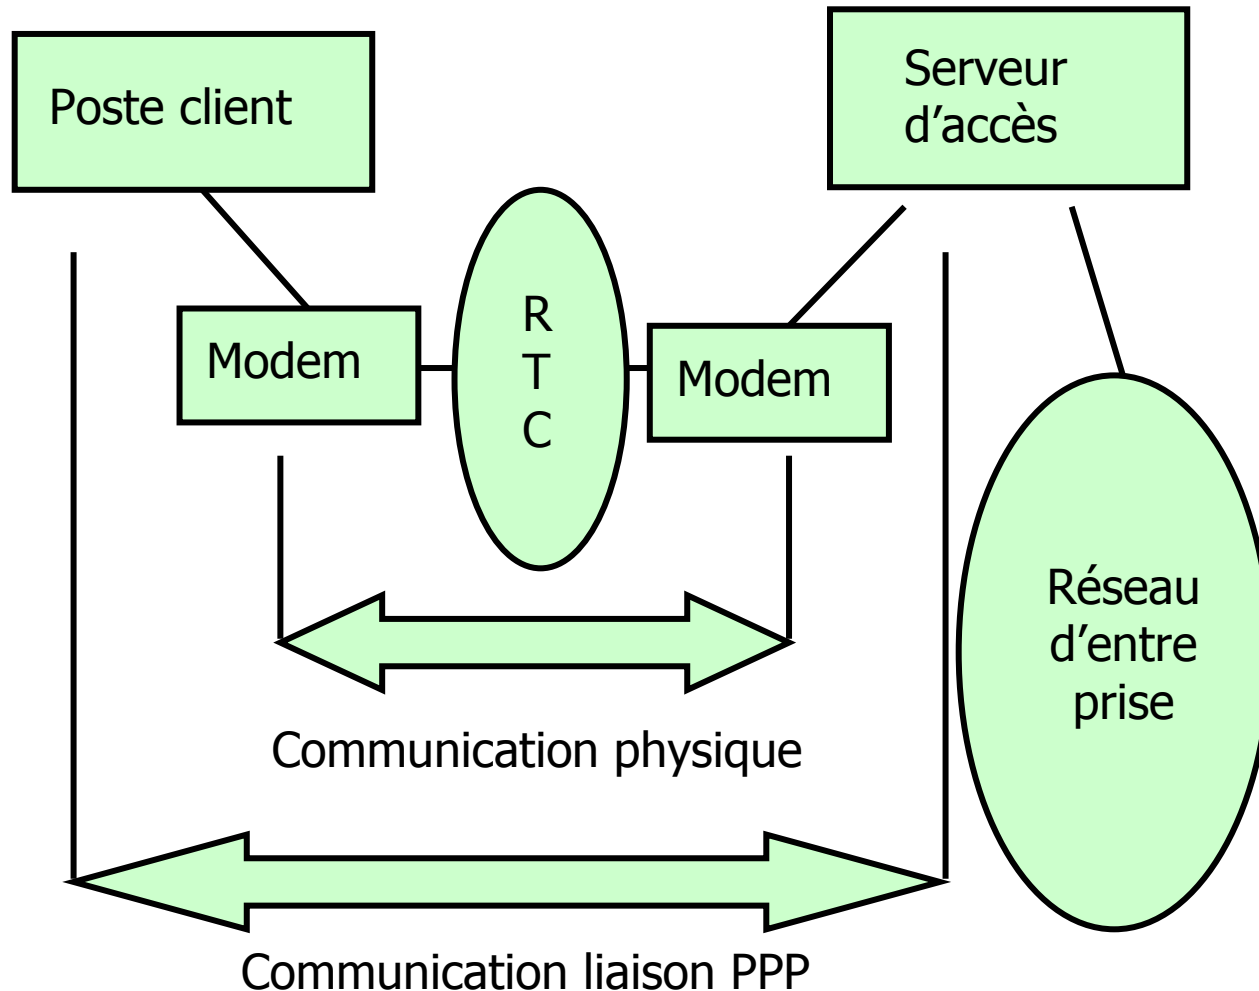 Poste client
Serveur
d’accès
Modem
R
T
C
Modem
Réseau
d’entre
prise
Communication physique
Communication liaison PPP